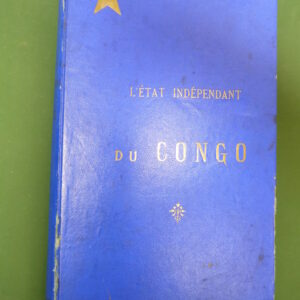 L'ÉTAT INDÉPENDANT
DU CONGO